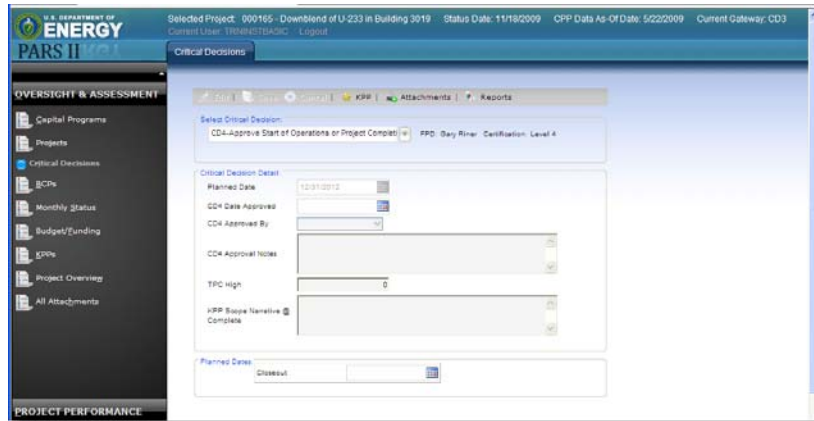 U.S. DEPARTMENT OF
ENERGY
PARS II
Selected Project: 000165 - Downblend of U-233 in Building 3019 Status Date: 11/18/2009 CPP Data As-Of Date: 5/22/2009 Current Gateway: CD3
Current User: TRNINSTBASIC Logout
Critical Decisions
OVERSIGHT & ASSESSMENT
Capital Programs
Projects
Critical Decisions
BCPs
Monthly Status
Budget/Funding
KPPs
Project Overview
All Attachments
PROJECT PERFORMANCE
Edit | Save Cancel | KPP | Attachments | Reports
Select Critical Decision:
CD4-Approve Start of Operations or Project Completi FPD: Gary Riner Certification: Level 4
Critical Decision Detail
Planned Date 12/31/2012
CD4 Date Approved
CD4 Approved By
CD4 Approval Notes
TPC High 0
KPP Scope Narrative @
Complete
Planned Dates
Closeout